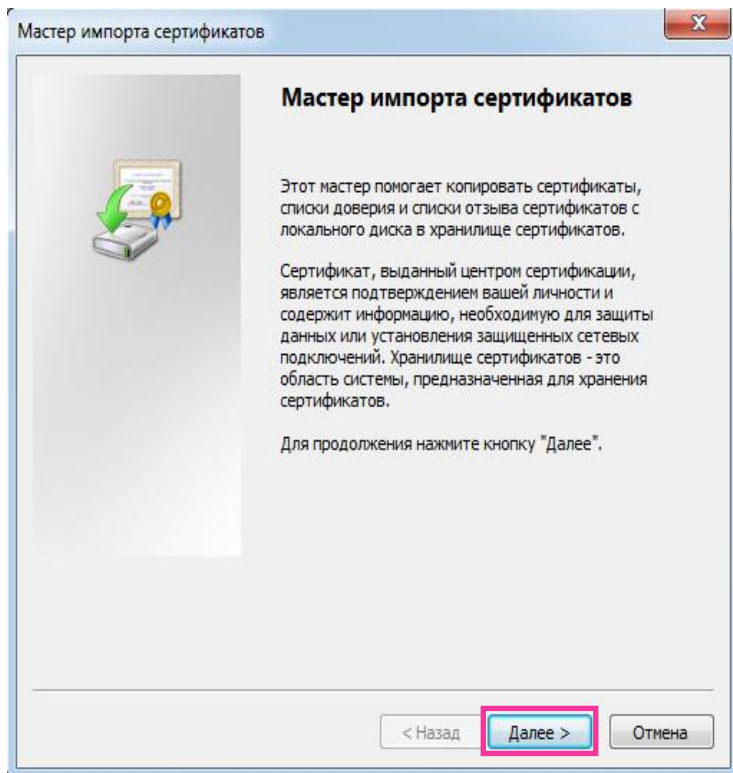 Мастер импорта сертификатов
X
Мастер импорта сертификатов
Этот мастер помогает копировать сертификаты,
списки доверия и списки отзыва сертификатов с
локального диска в хранилище сертификатов.
Сертификат, выданный центром сертификации,
является подтверждением вашей личности и
содержит информацию, необходимую для защиты
данных или установления защищенных сетевых
подключений. Хранилище сертификатов - это
область системы, предназначенная для хранения
сертификатов.
Для продолжения нажмите кнопку "Далее".
< Назад Далее > Отмена